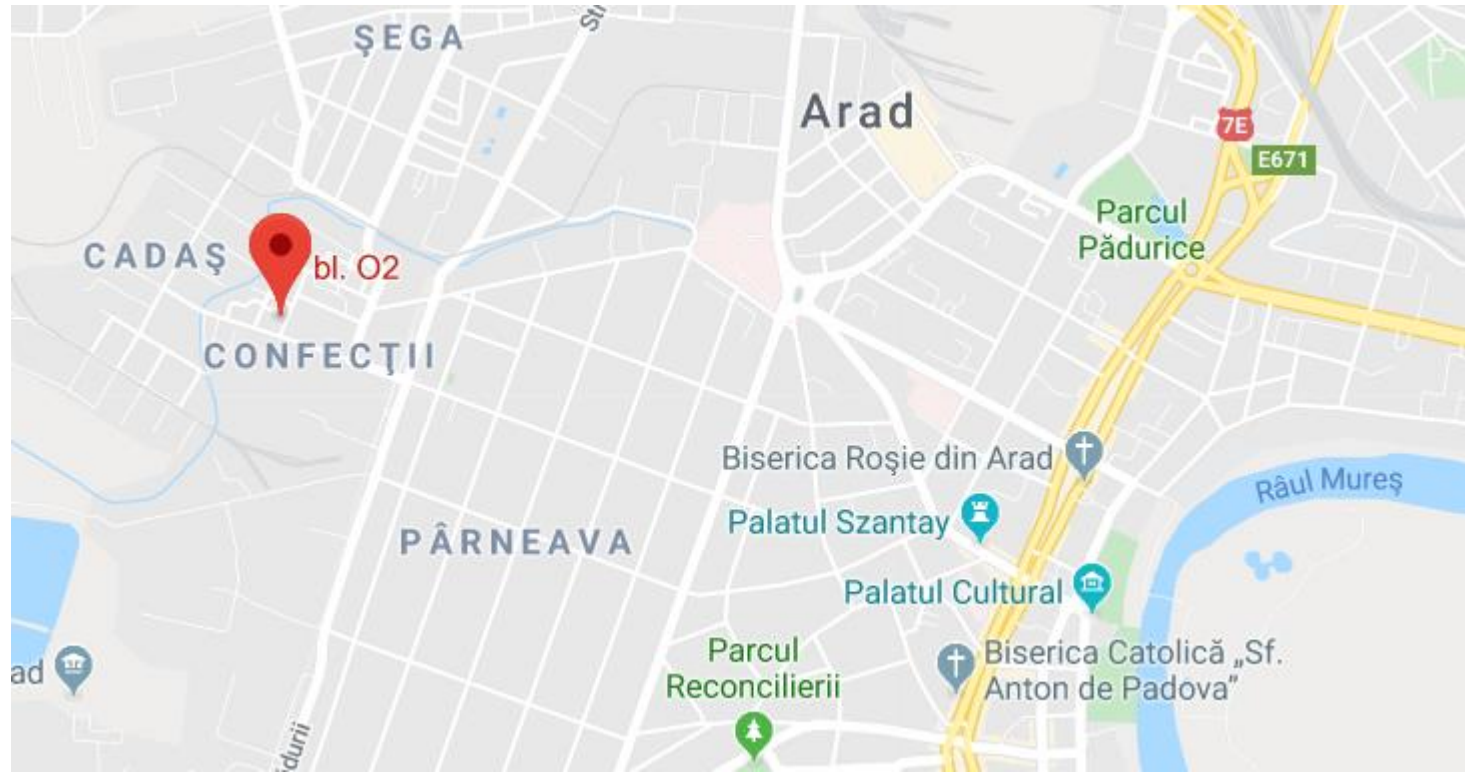 ŞEGA
Arad
7E
E671
Parcul
Pădurice
CADAŞ
bl. O2
CONFECŢII
Biserica Roşie din Arad
Râul Mureş
Palatul Szantay
PÂRNEAVA
Palatul Cultural
Parcul
Reconcilierii
Biserica Catolică „Sf.
Anton de Padova”
ad